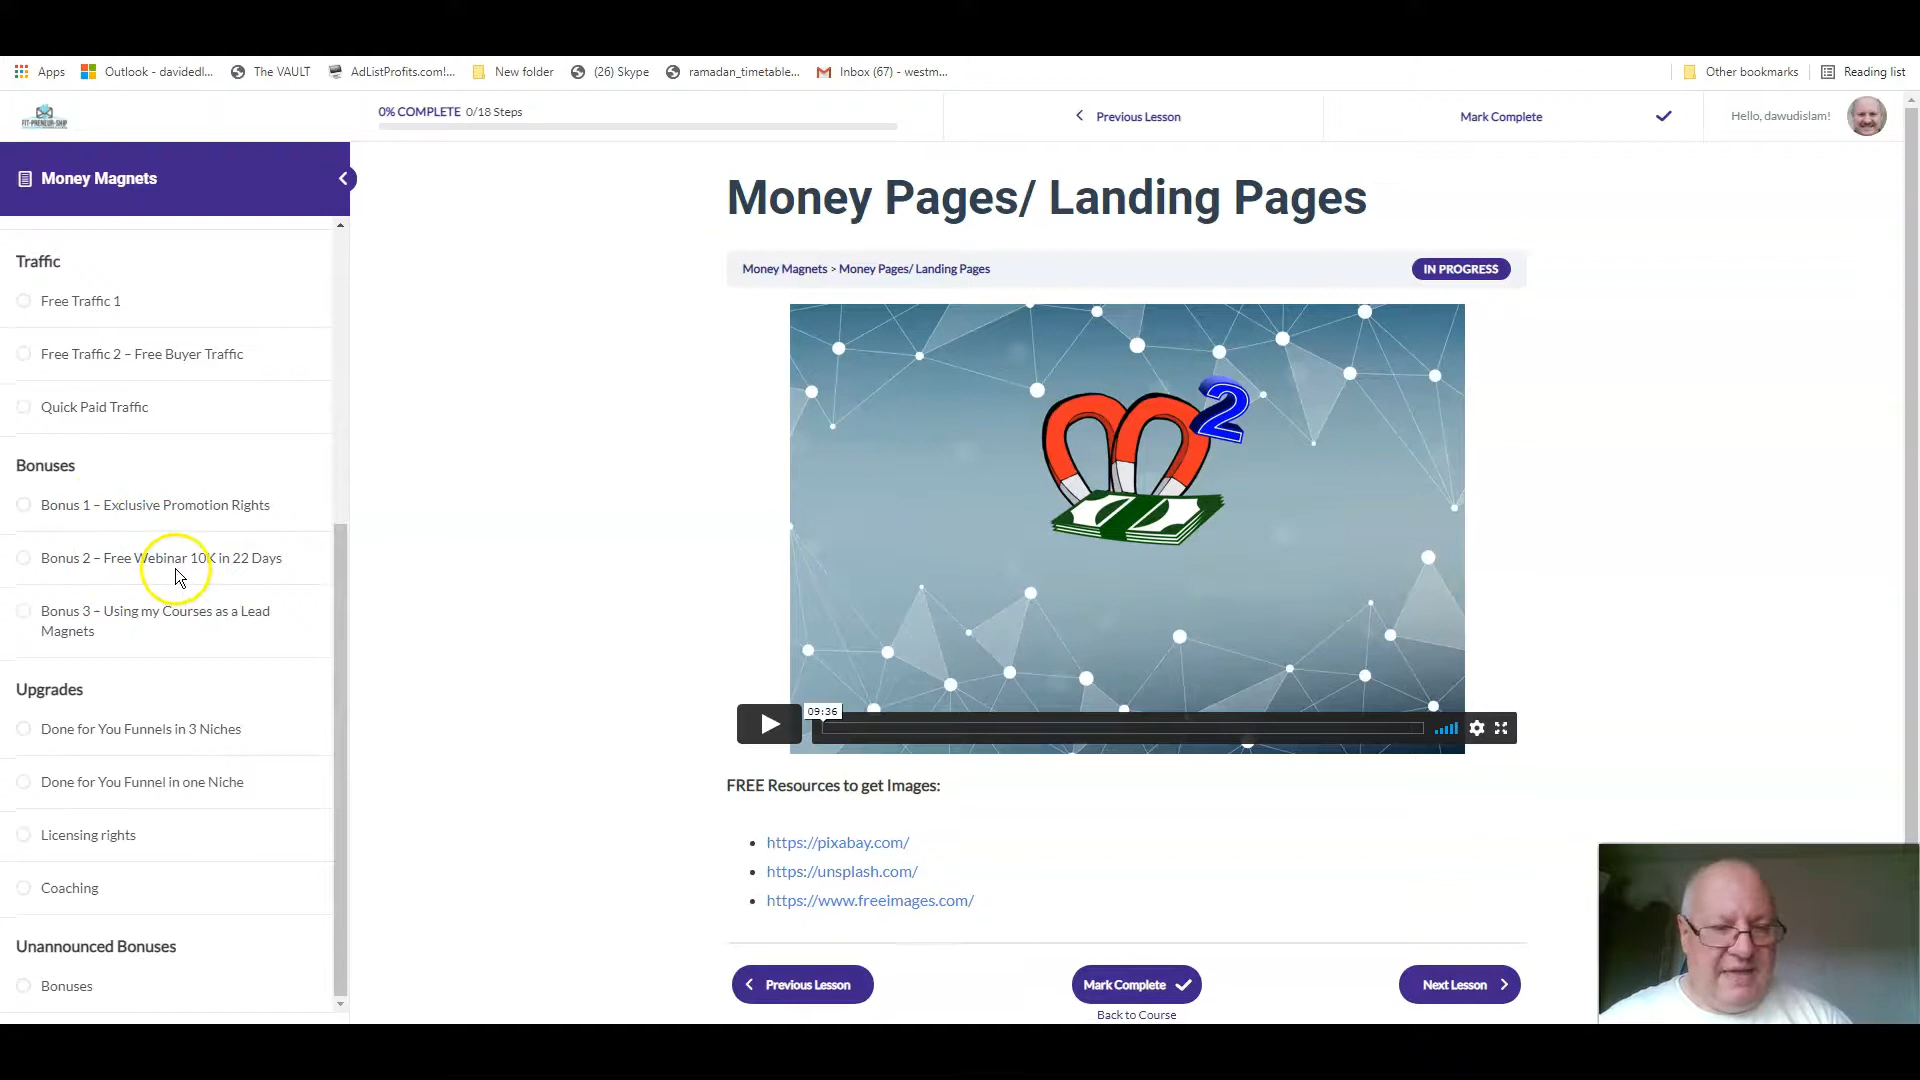 Apps
Outlook - davidedl...
The VAULT
AdListProfits.com!...
New folder
(26) Skype
ramadan_timetable...
Inbox (67) - westm...
Other bookmarks
Reading list
FIT-PRENEUR-SHIP
0% COMPLETE 0/18 Steps
Previous Lesson
Mark Complete
Hello, dawudislam!
Money Magnets
Traffic
Free Traffic 1
Free Traffic 2 – Free Buyer Traffic
Quick Paid Traffic
Bonuses
Bonus 1 – Exclusive Promotion Rights
Bonus 2 – Free Webinar 10K in 22 Days
Bonus 3 – Using my Courses as a Lead
Magnets
Upgrades
Done for You Funnels in 3 Niches
Done for You Funnel in one Niche
Licensing rights
Coaching
Unannounced Bonuses
Bonuses
Money Pages/ Landing Pages
Money Magnets > Money Pages/ Landing Pages
IN PROGRESS
2
09:36
FREE Resources to get Images:
https://pixabay.com/
https://unsplash.com/
https://www.freeimages.com/
Previous Lesson
Mark Complete
Next Lesson
Back to Course